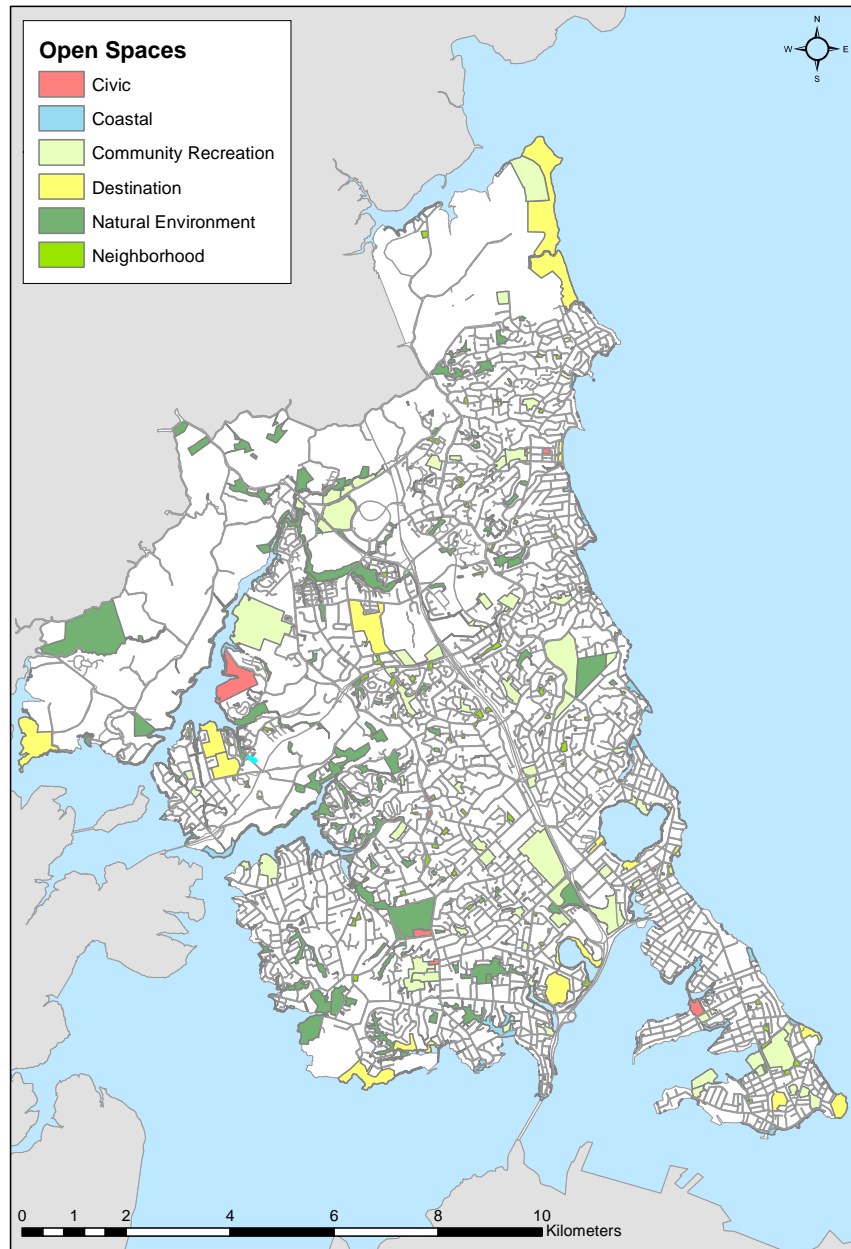 N
W E
S
Open Spaces
Civic
Coastal
Community Recreation
Destination
Natural Environment
Neighborhood
0 1 2 4 6 8 10
Kilometers